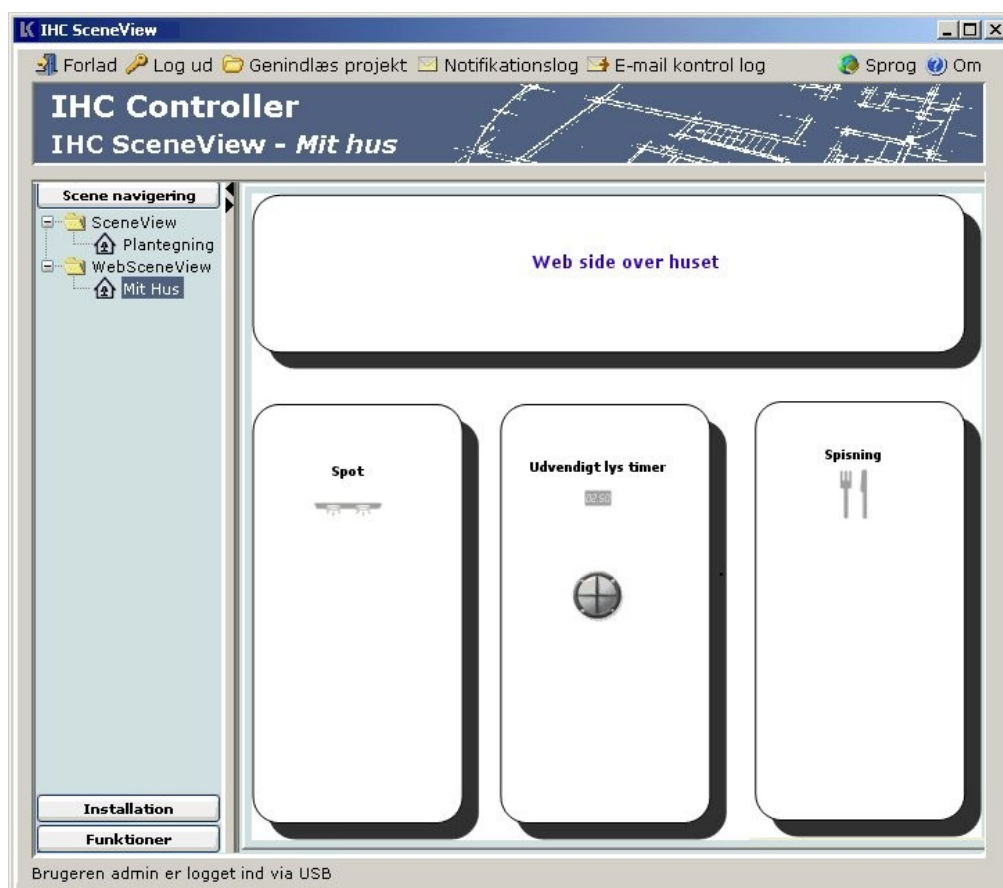 IHC SceneView
Forlad Log ud Genindlæs projekt Notifikationslog E-mail kontrol log Sprog Om
IHC Controller
IHC SceneView - Mit hus
Scene navigering
SceneView
Plantegning
WebSceneView
Mit Hus
Web side over huset
Spot
Udvendigt lys timer
02:50
Spisning
Installation
Funktioner
Brugeren admin er logget ind via USB